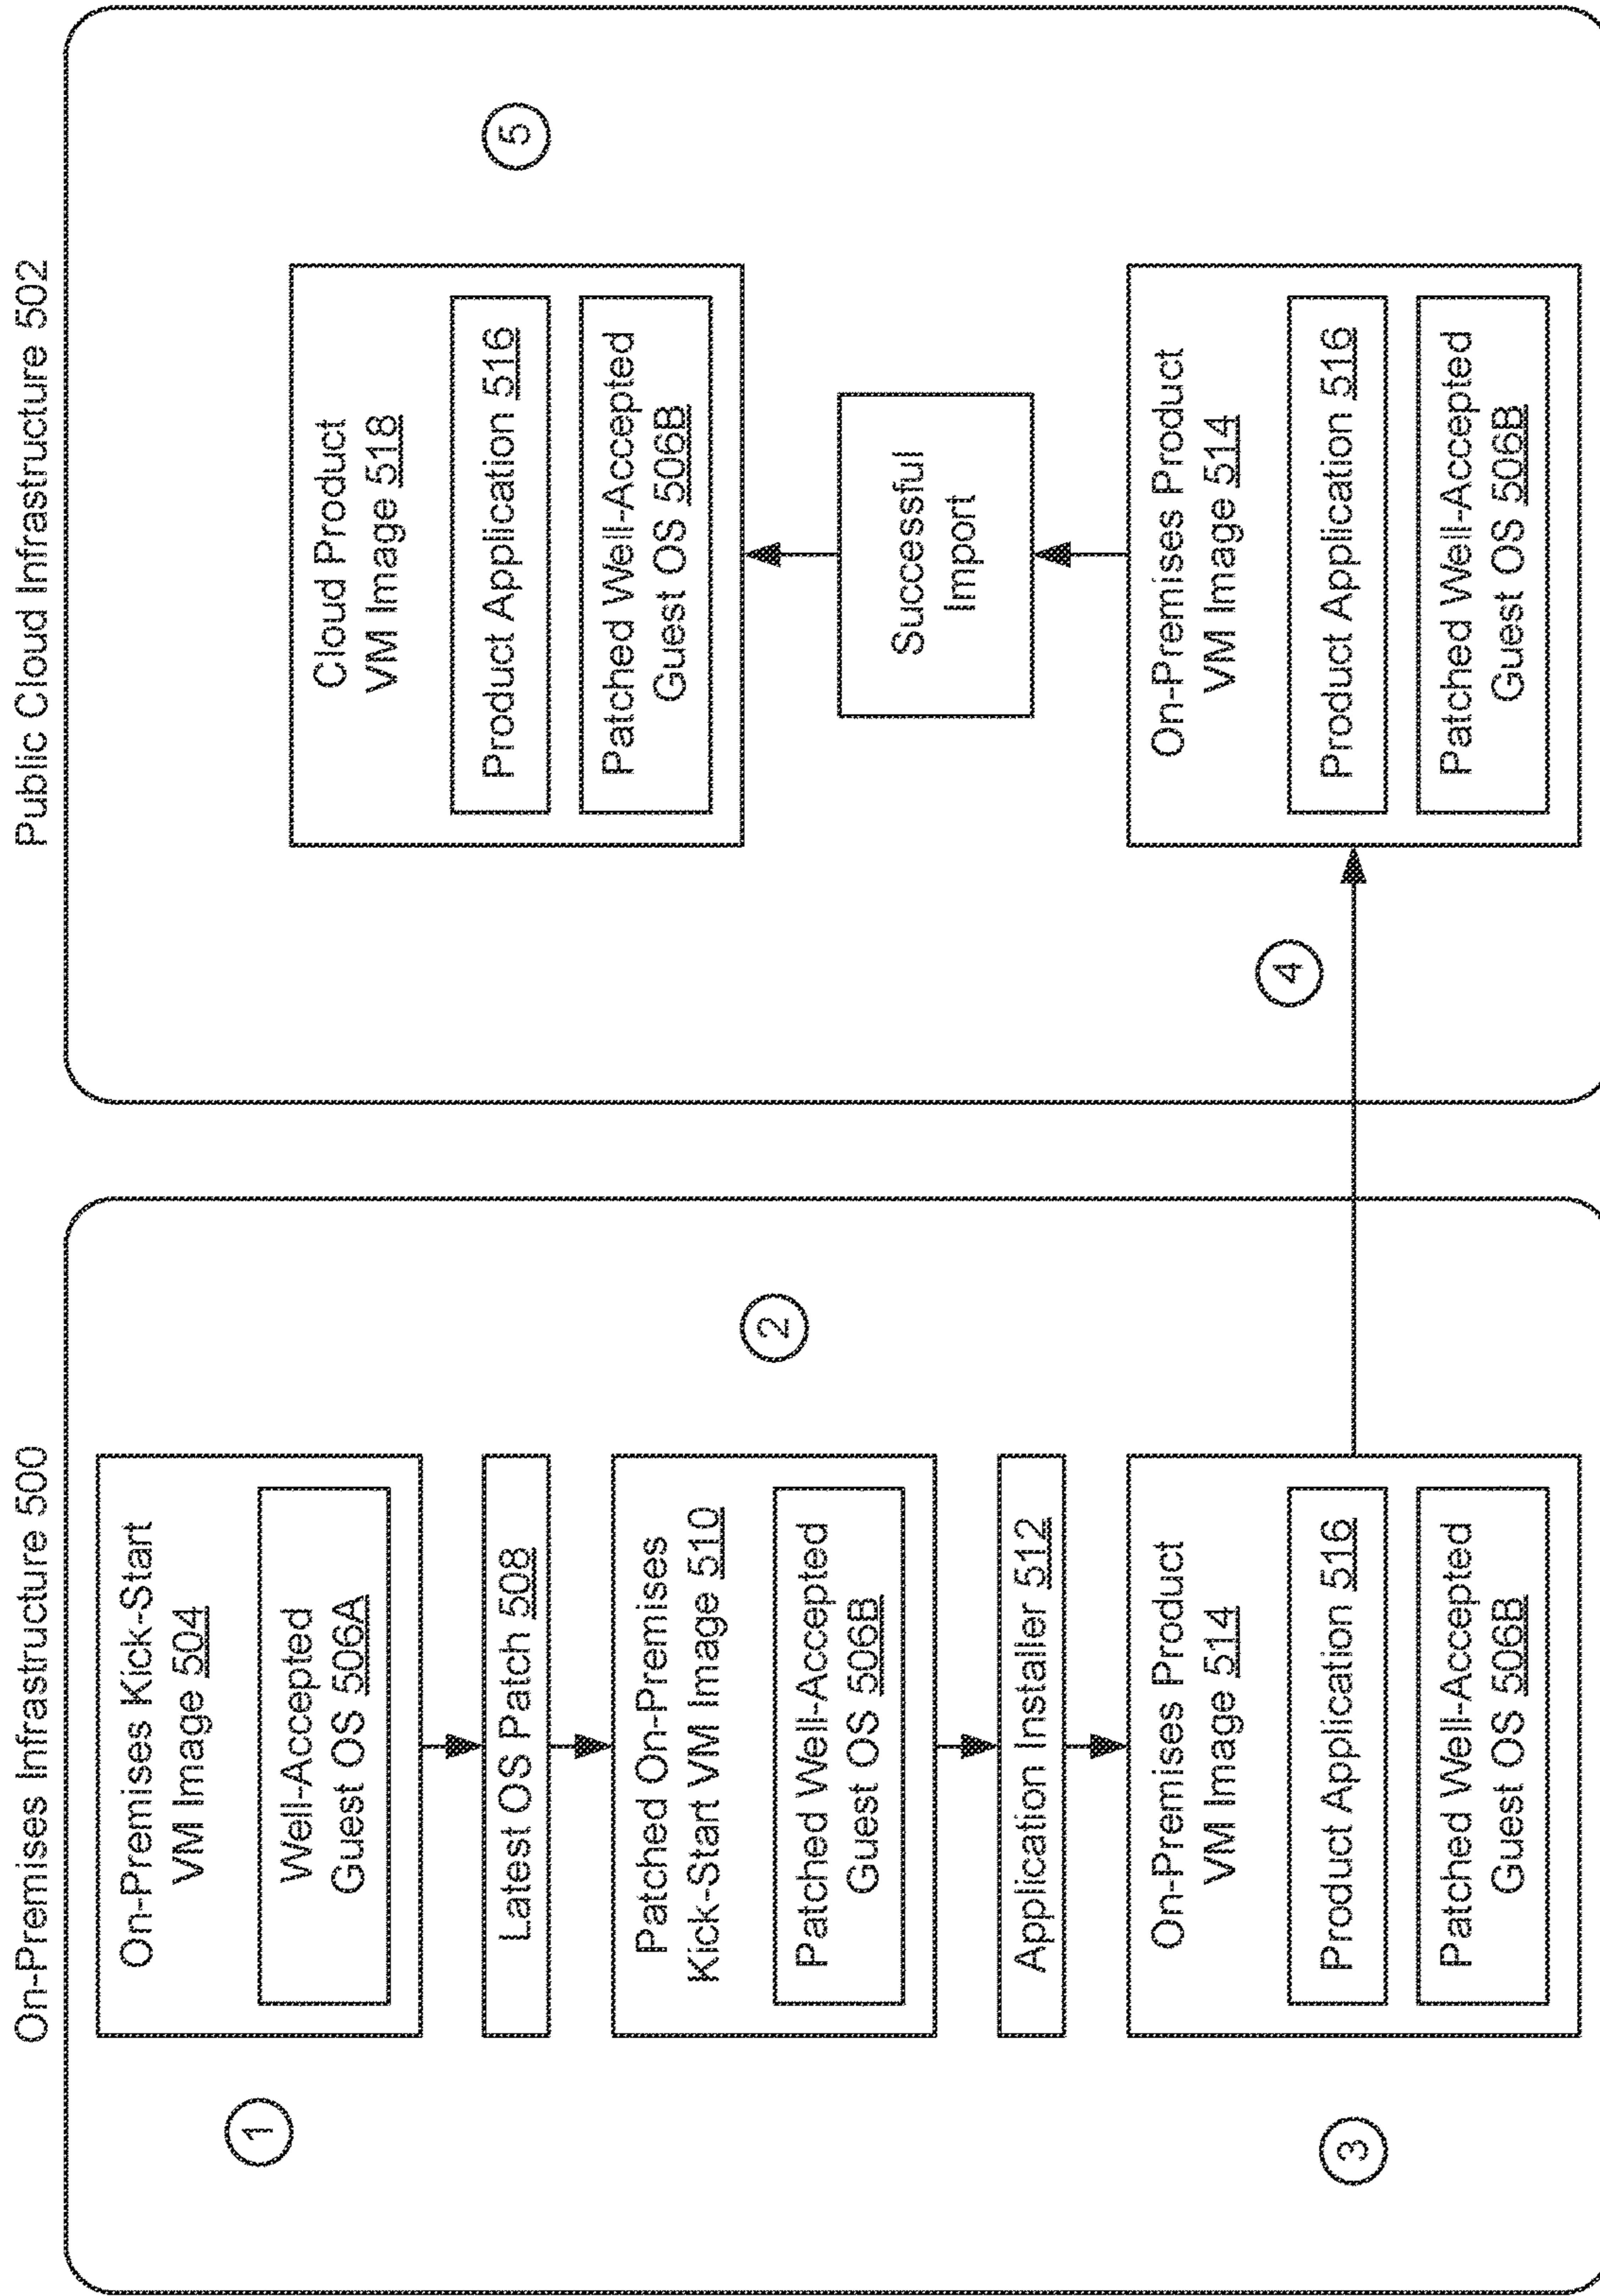 On-Premises Infrastructure 500
On-Premises Kick-Start
VM Image 504
Well-Accepted
Guest OS 506A
1
Latest OS Patch 508
Patched On-Premises
Kick-Start VM Image 510
Patched Well-Accepted
Guest OS 506B
2
Application Installer 512
On-Premises Product
VM Image 514
Product Application 516
Patched Well-Accepted
Guest OS 506B
3
Public Cloud Infrastructure 502
Cloud Product
VM Image 518
Product Application 516
Patched Well-Accepted
Guest OS 506B
5
Successful
Import
4
On-Premises Product
VM Image 514
Product Application 516
Patched Well-Accepted
Guest OS 506B